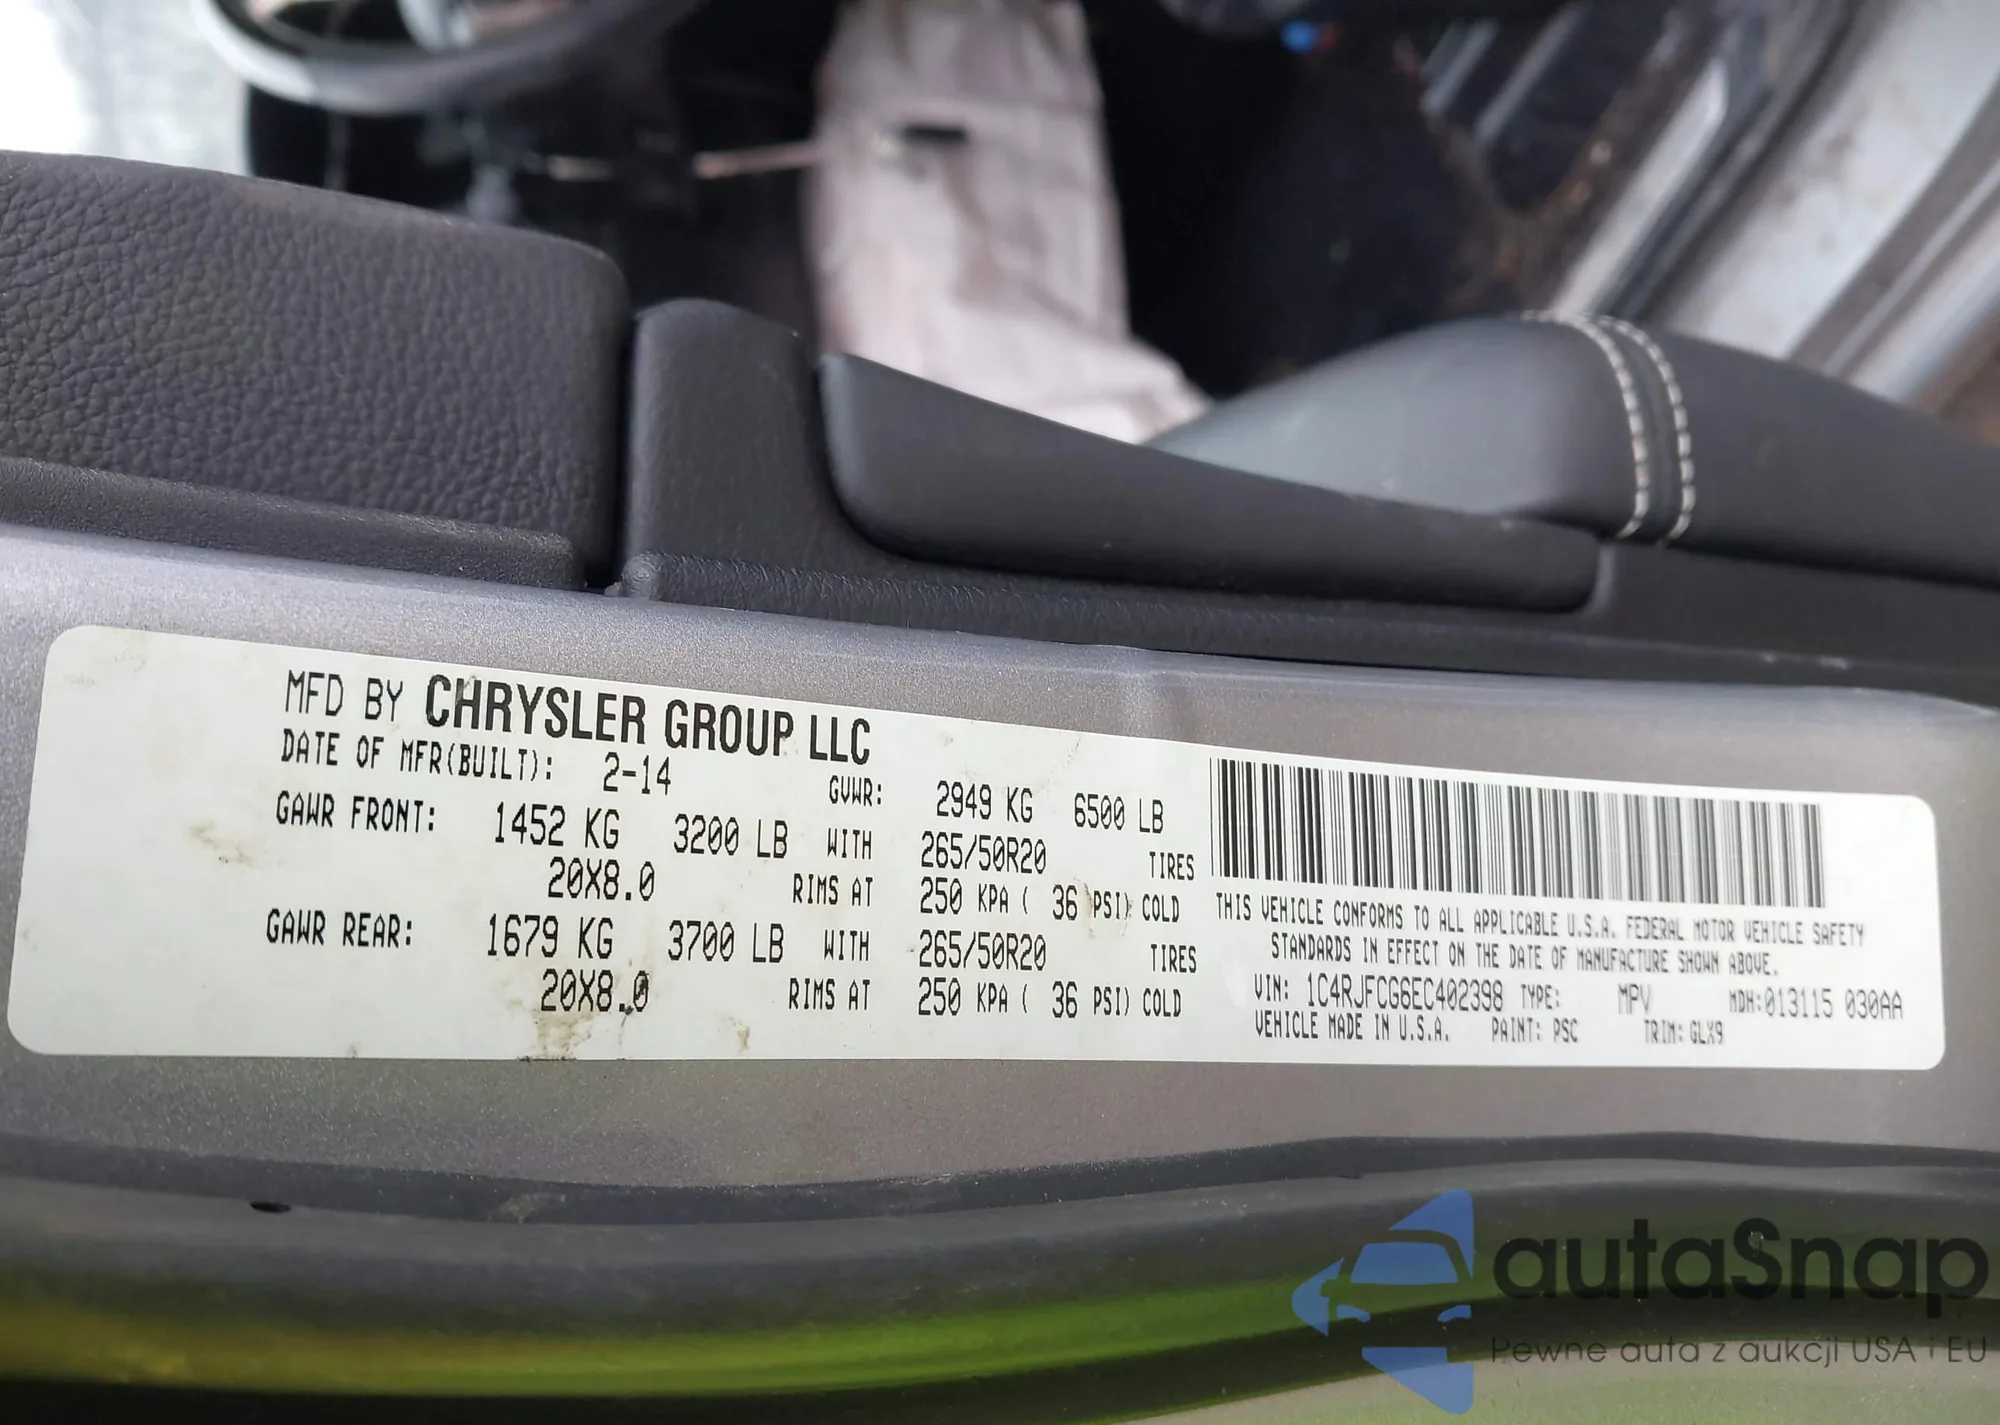 MFD BY CHRYSLER GROUP LLC
DATE OF MFR(BUILT): 2-14 GVWR: 2949 KG 6500 LB
GAWR FRONT: 1452 KG 3200 LB WITH 265/50R20 TIRES
20X8.0 RIMS AT 250 KPA ( 36 PSI) COLD
GAWR REAR: 1679 KG 3700 LB WITH 265/50R20 TIRES
20X8.0 RIMS AT 250 KPA ( 36 PSI) COLD
THIS VEHICLE CONFORMS TO ALL APPLICABLE U.S.A. FEDERAL MOTOR VEHICLE SAFETY
STANDARDS IN EFFECT ON THE DATE OF MANUFACTURE SHOWN ABOVE.
VIN: 1C4RJFCG6EC402398 TYPE: MPV MDH:013115 030AA
VEHICLE MADE IN U.S.A. PAINT: PSC TRIM: GLX9
autaSnap
Pewne auta z aukcji USA i EU